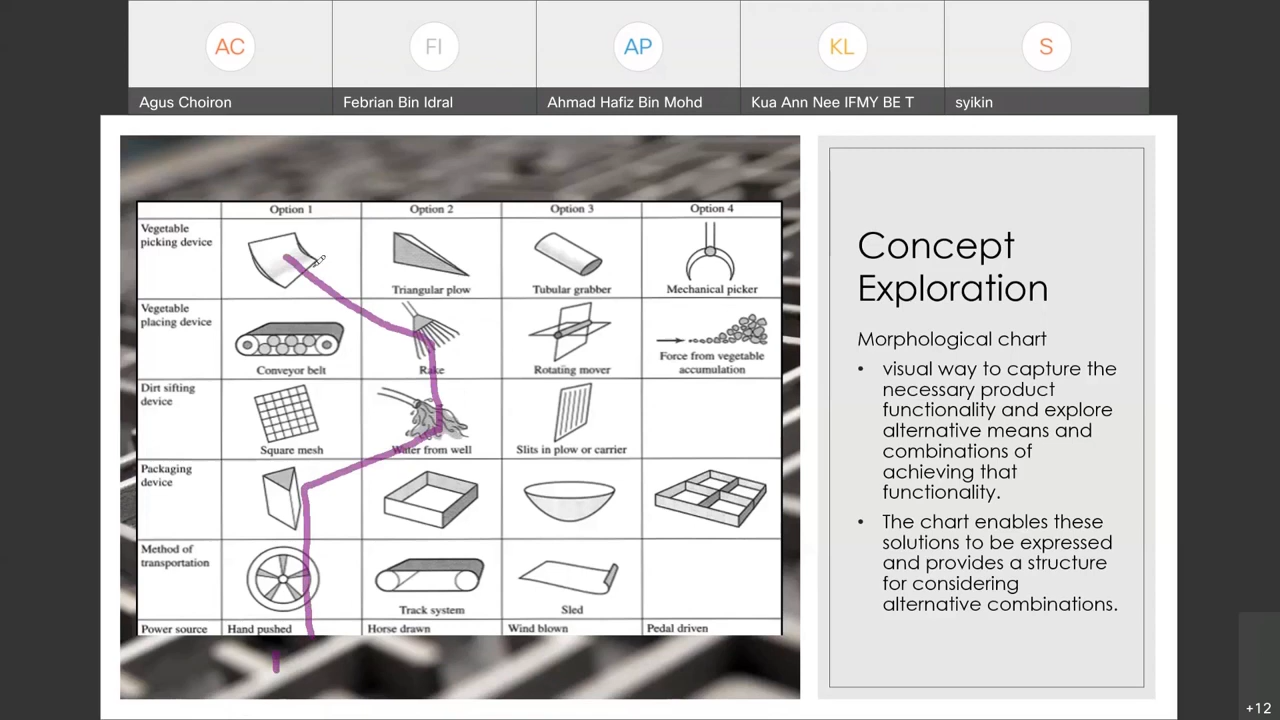 AC
FI
AP
KL
S
Agus Choiron
Febrian Bin Idral
Ahmad Hafiz Bin Mohd
Kua Ann Nee IFMY BE T
syikin
Option 1
Option 2
Option 3
Option 4
Vegetable
picking device
Triangular plow
Tubular grabber
Mechanical picker
Vegetable
placing device
Conveyor belt
Rake
Rotating mover
Force from vegetable
accumulation
Dirt sifting
device
Square mesh
Water from well
Slits in plow or carrier
Packaging
device
Method of
transportation
Track system
Sled
Power source
Hand pushed
Horse drawn
Wind blown
Pedal driven
Concept
Exploration
Morphological chart
• visual way to capture the
necessary product
functionality and explore
alternative means and
combinations of
achieving that
functionality.
• The chart enables these
solutions to be expressed
and provides a structure
for considering
alternative combinations.
+12